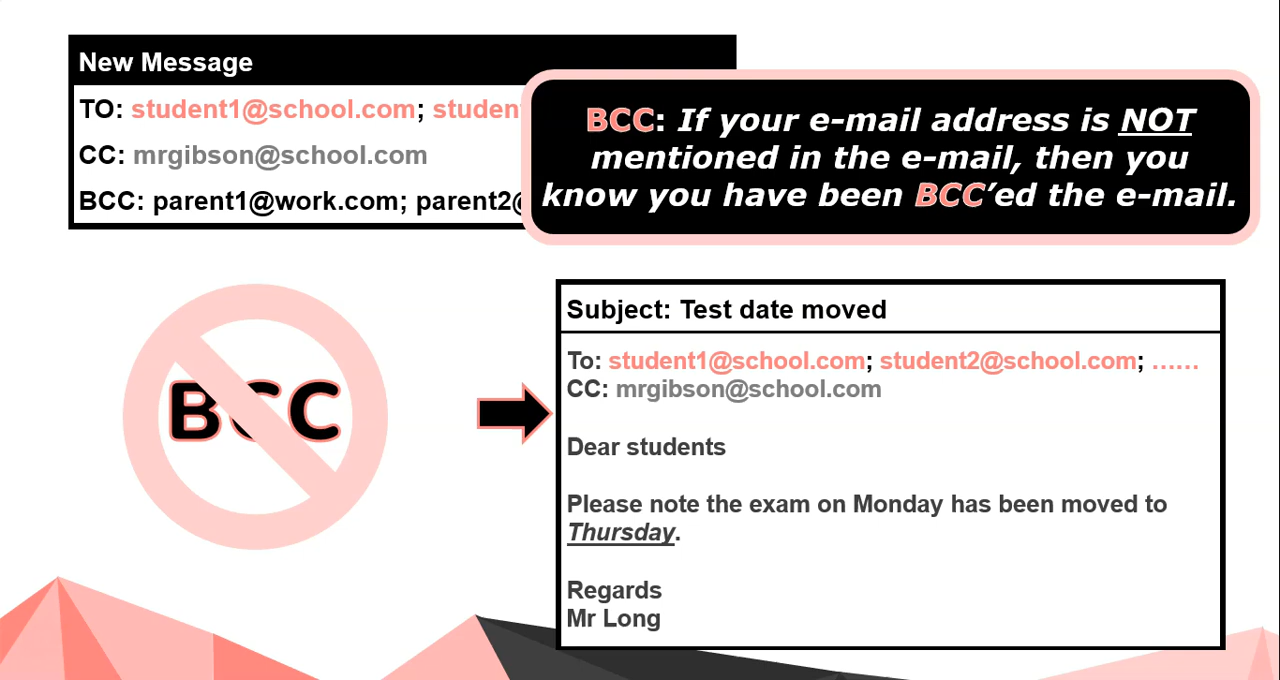 New Message
TO: student1@school.com; studen
CC: mrgibson@school.com
BCC: parent1@work.com; parent2@
BCC: If your e-mail address is NOT
mentioned in the e-mail, then you
know you have been BCC’ed the e-mail.
BCC
Subject: Test date moved
To: student1@school.com; student2@school.com; ......
CC: mrgibson@school.com
Dear students
Please note the exam on Monday has been moved to
Thursday.
Regards
Mr Long